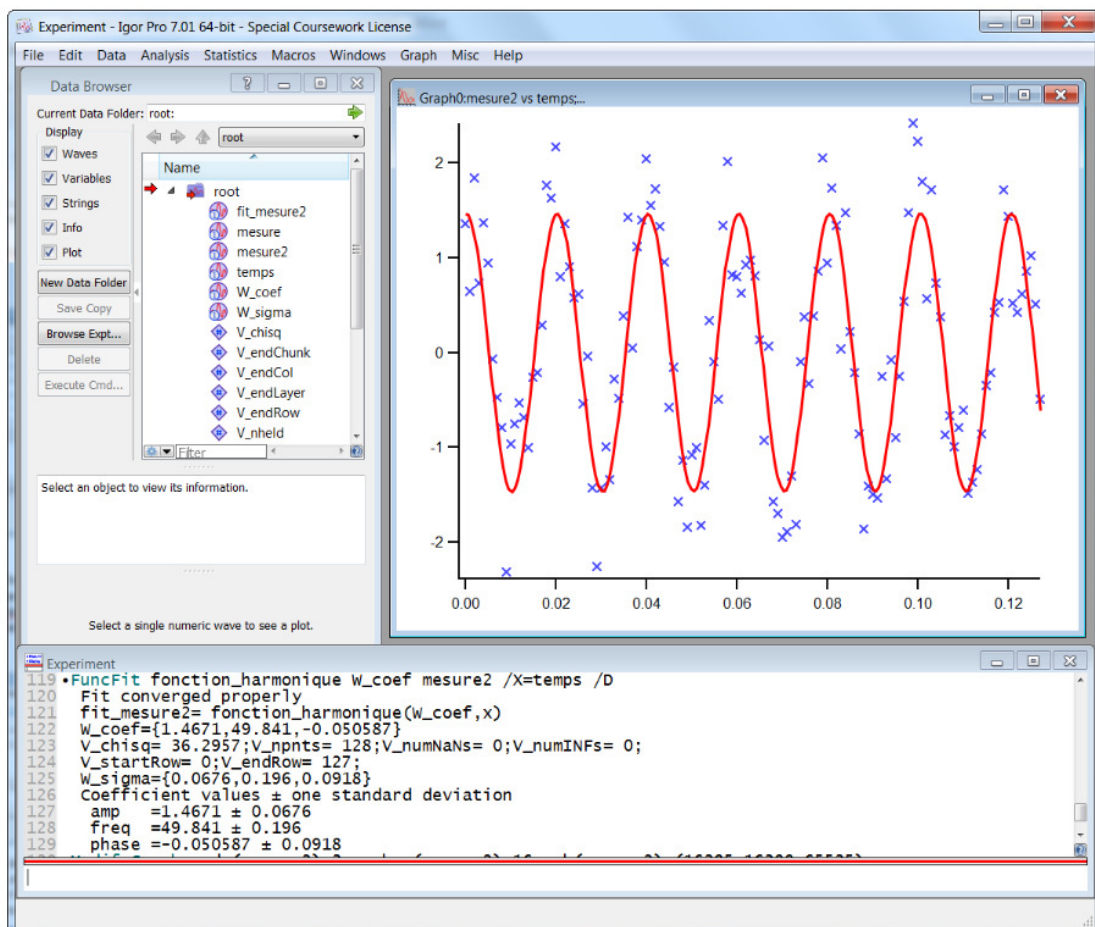 Experiment - Igor Pro 7.01 64-bit - Special Coursework License
File Edit Data Analysis Statistics Macros Windows Graph Misc Help
Data Browser
Current Data Folder: root:
Display
Waves
Variables
Strings
Info
Plot
New Data Folder
Save Copy
Browse Expt...
Delete
Execute Cmd...
root
Name
root
fit_mesure2
mesure
mesure2
temps
W_coef
W_sigma
V_chisq
V_endChunk
V_endCol
V_endLayer
V_endRow
V_nheld
Filter
Select an object to view its information.
Select a single numeric wave to see a plot.
Graph0:mesure2 vs temps;...
2
1
0
-1
-2
0.00 0.02 0.04 0.06 0.08 0.10 0.12
Experiment
119 •FuncFit fonction_harmonique W_coef mesure2 /X=temps /D
120 Fit converged properly
121 fit_mesure2= fonction_harmonique(W_coef,x)
122 W_coef={1.4671,49.841,-0.050587}
123 V_chisq= 36.2957;V_npnts= 128;V_numNaNs= 0;V_numINFs= 0;
124 V_startRow= 0;V_endRow= 127;
125 W_sigma={0.0676,0.196,0.0918}
126 Coefficient values ± one standard deviation
127 amp =1.4671 ± 0.0676
128 freq =49.841 ± 0.196
129 phase =-0.050587 ± 0.0918